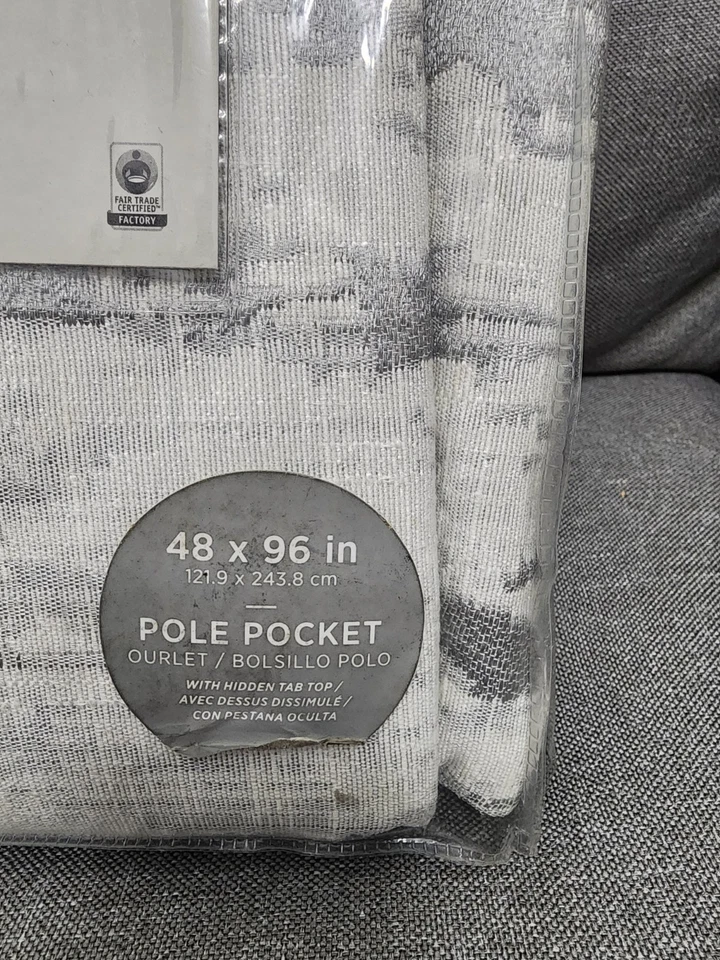 FAIR TRADE
CERTIFIED™
FACTORY
48 x 96 in
121.9 x 243.8 cm
POLE POCKET
OURLET / BOLSILLO POLO
WITH HIDDEN TAB TOP /
AVEC DESSUS DISSIMULÉ /
CON PESTANA OCULTA